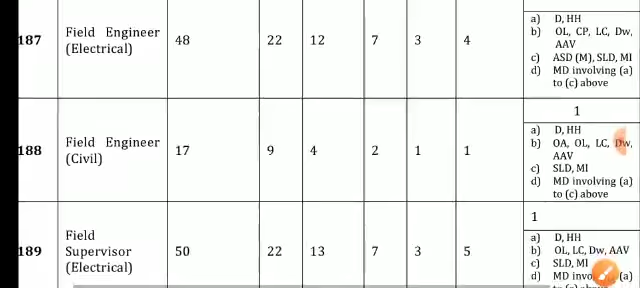 187
Field Engineer
(Electrical)
48
22
12
7
3
4
a) D, HH
b) OL, CP, LC, Dw,
AAV
c) ASD (M), SLD, MI
d) MD involving (a)
to (c) above
188
Field Engineer
(Civil)
17
9
4
2
1
1
1
a) D, HH
b) OA, OL, LC, Dw,
AAV
c) SLD, MI
d) MD involving (a)
to (c) above
189
Field
Supervisor
(Electrical)
50
22
13
7
3
5
1
a) D, HH
b) OL, LC, Dw, AAV
c) SLD, MI
d) MD (a)